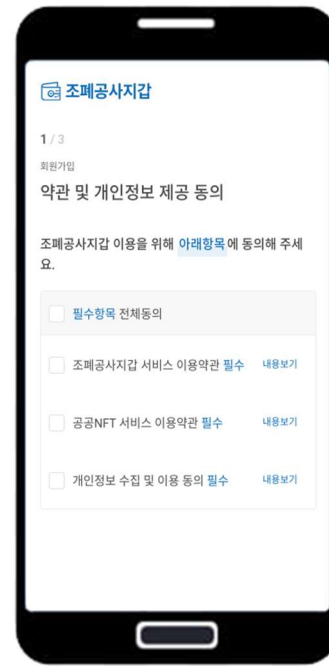 조폐공사지갑
1 / 3
회원가입
약관 및 개인정보 제공 동의
조폐공사지갑 이용을 위해 아래항목에 동의해 주세
요.
필수항목 전체동의
조폐공사지갑 서비스 이용약관 필수 내용보기
공공NFT 서비스 이용약관 필수 내용보기
개인정보 수집 및 이용 동의 필수 내용보기